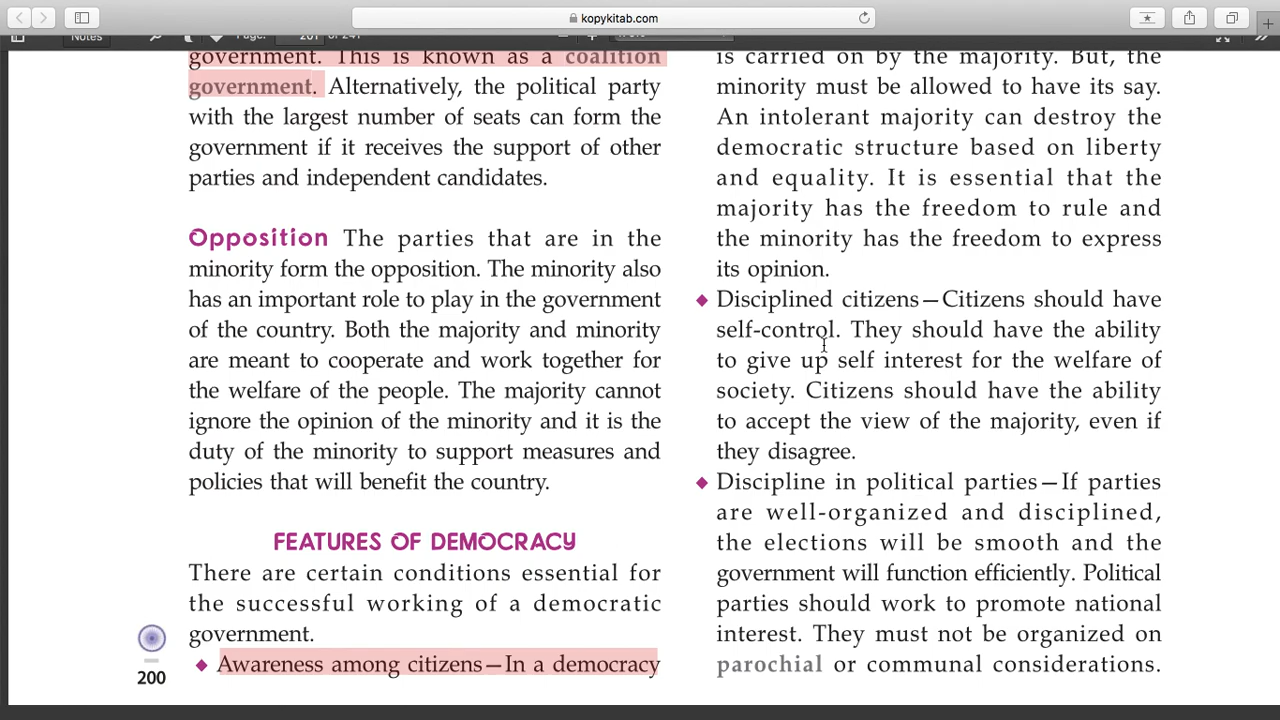 kopykitab.com
Notes
Page:
201 of 241
government. This is known as a coalition
government. Alternatively, the political party
with the largest number of seats can form the
government if it receives the support of other
parties and independent candidates.
Opposition The parties that are in the
minority form the opposition. The minority also
has an important role to play in the government
of the country. Both the majority and minority
are meant to cooperate and work together for
the welfare of the people. The majority cannot
ignore the opinion of the minority and it is the
duty of the minority to support measures and
policies that will benefit the country.
FEATURES OF DEMOCRACY
There are certain conditions essential for
the successful working of a democratic
government.
◆ Awareness among citizens—In a democracy
200
is carried on by the majority. But, the
minority must be allowed to have its say.
An intolerant majority can destroy the
democratic structure based on liberty
and equality. It is essential that the
majority has the freedom to rule and
the minority has the freedom to express
its opinion.
◆ Disciplined citizens—Citizens should have
self-control. They should have the ability
to give up self interest for the welfare of
society. Citizens should have the ability
to accept the view of the majority, even if
they disagree.
◆ Discipline in political parties—If parties
are well-organized and disciplined,
the elections will be smooth and the
government will function efficiently. Political
parties should work to promote national
interest. They must not be organized on
parochial or communal considerations.